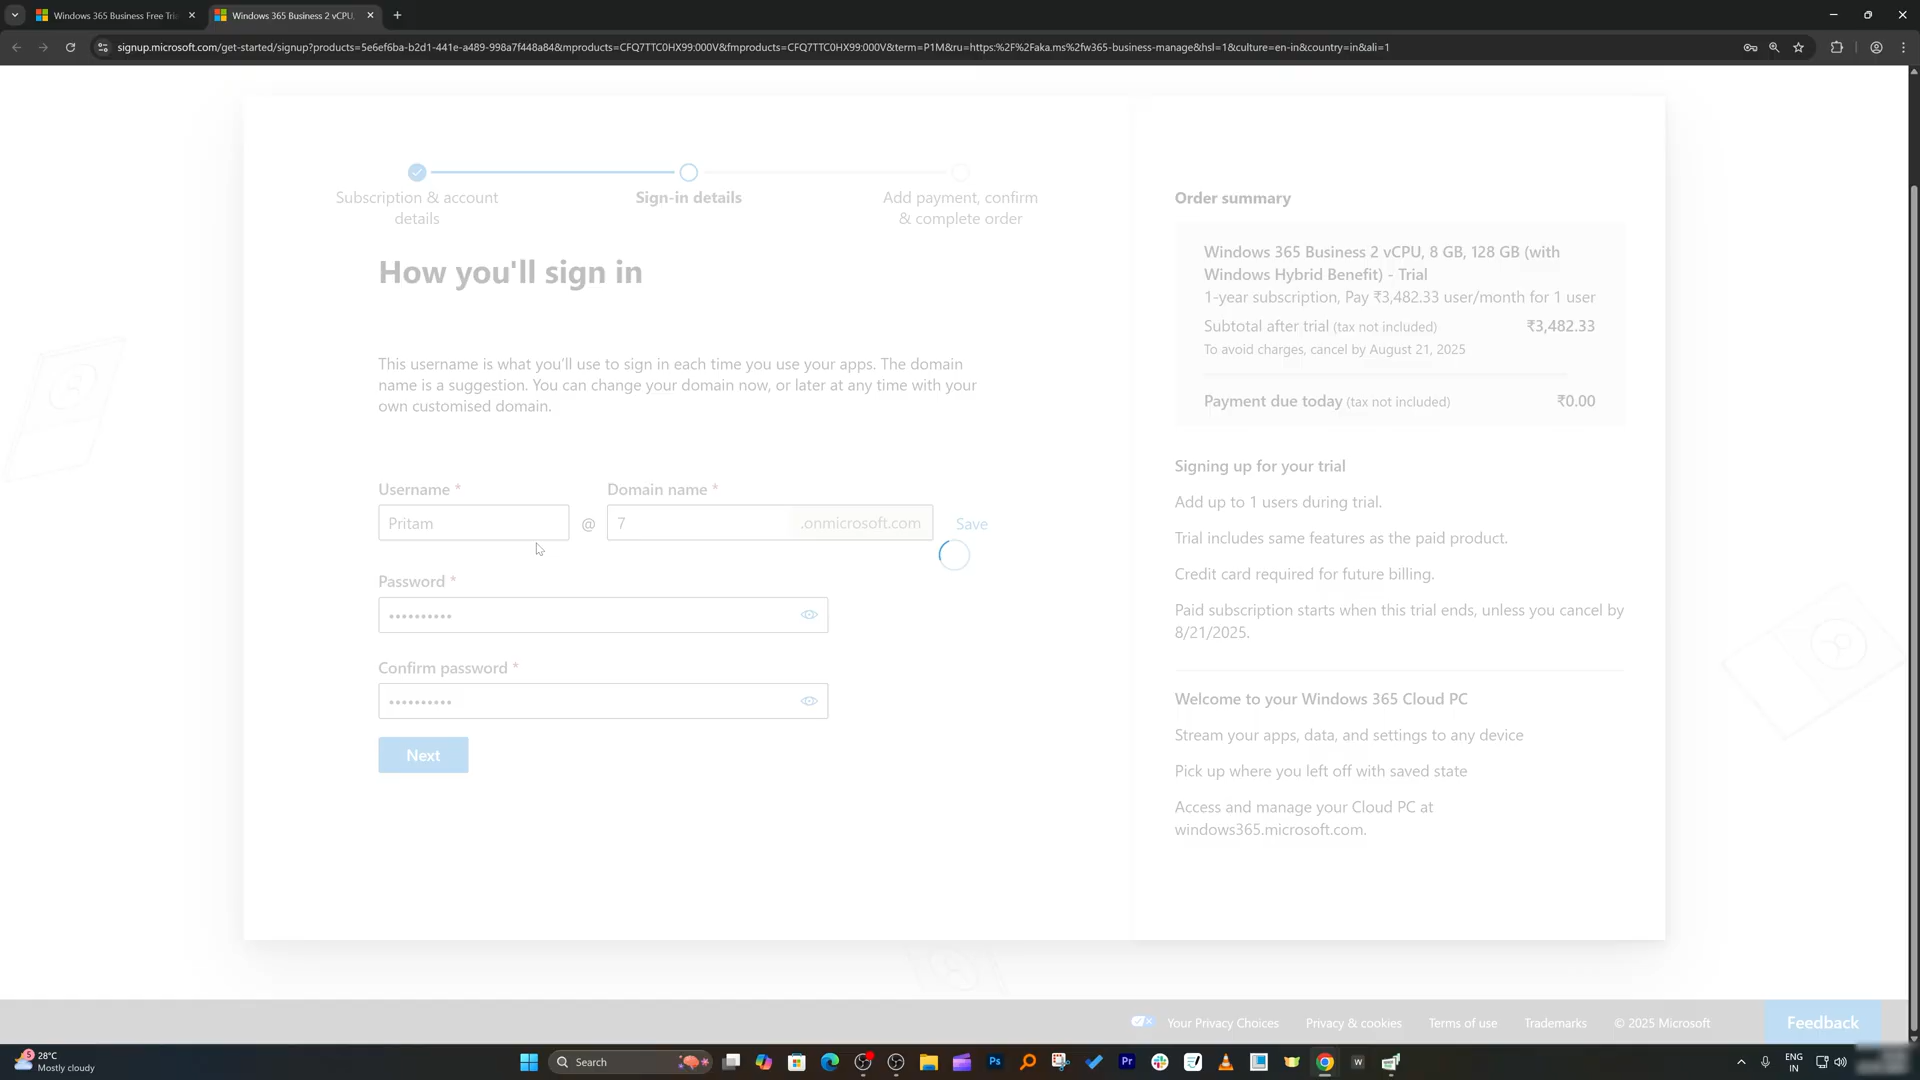 Windows 365 Business Free Tri
Windows 365 Business 2 vCPU,
signup.microsoft.com/get-started/signup?products=5e6ef6ba-b2d1-441e-a489-998a7f448a84&mproducts=CFQ7TTC0HX99:000V&fmproducts=CFQ7TTC0HX99:000V&term=P1M&ru=https:%2F%2Faka.ms%2fw365-business-manage&hsl=1&culture=en-in&country=in&ali=1
Subscription & account
details
Sign-in details
Add payment, confirm
& complete order
How you'll sign in
This username is what you'll use to sign in each time you use your apps. The domain
name is a suggestion. You can change your domain now, or later at any time with your
own customised domain.
Username *
Domain name *
Pritam
@
7
.onmicrosoft.com
Save
Password *
••••••••••
Confirm password *
••••••••••
Next
Order summary
Windows 365 Business 2 vCPU, 8 GB, 128 GB (with
Windows Hybrid Benefit) - Trial
1-year subscription, Pay ₹3,482.33 user/month for 1 user
Subtotal after trial (tax not included) ₹3,482.33
To avoid charges, cancel by August 21, 2025
Payment due today (tax not included) ₹0.00
Signing up for your trial
Add up to 1 users during trial.
Trial includes same features as the paid product.
Credit card required for future billing.
Paid subscription starts when this trial ends, unless you cancel by
8/21/2025.
Welcome to your Windows 365 Cloud PC
Stream your apps, data, and settings to any device
Pick up where you left off with saved state
Access and manage your Cloud PC at
windows365.microsoft.com.
Your Privacy Choices
Privacy & cookies
Terms of use
Trademarks
© 2025 Microsoft
Feedback
5
28°C
Mostly cloudy
Search
Ps
Pr
W
ENG
IN